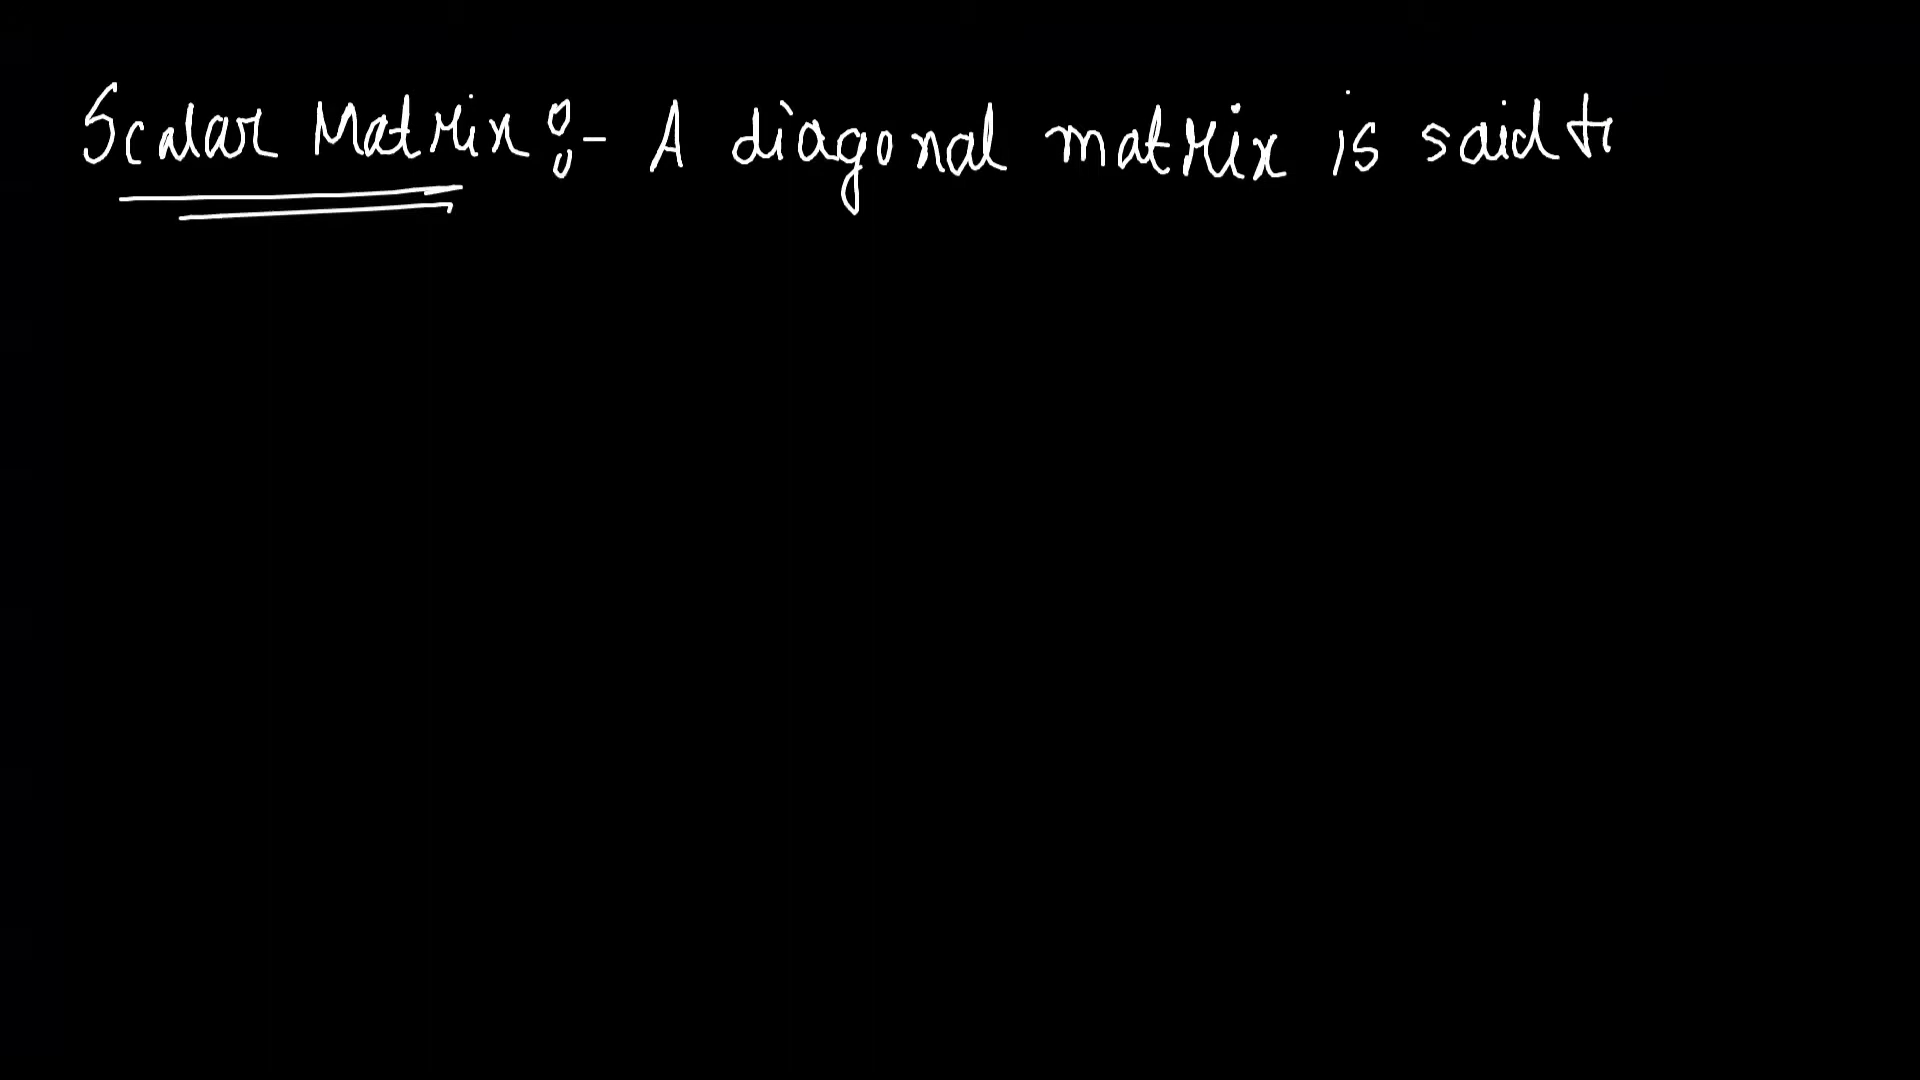 Scalar Matrix :- A diagonal matrix is said